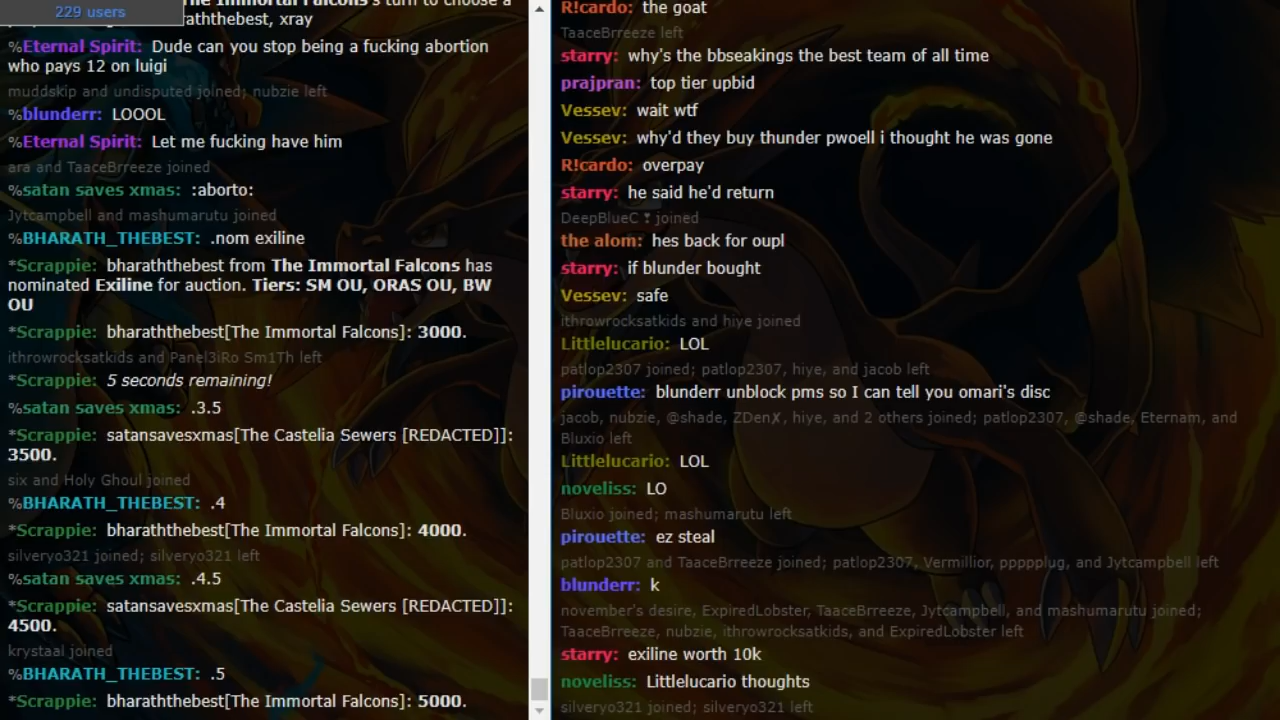 The Immortal Falcons's turn to choose a
229 users
raththebest, xray
%Eternal Spirit: Dude can you stop being a fucking abortion
who pays 12 on luigi
muddskip and undisputed joined; nubzie left
%blunderr: LOOOL
%Eternal Spirit: Let me fucking have him
ara and TaaceBrreeze joined
%satan saves xmas: :aborto:
Jytcampbell and mashumarutu joined
%BHARATH_THEBEST: .nom exiline
*Scrappie: bharaththebest from The Immortal Falcons has
nominated Exiline for auction. Tiers: SM OU, ORAS OU, BW
OU
*Scrappie: bharaththebest[The Immortal Falcons]: 3000.
ithrowrocksatkids and Panel3iRo Sm1Th left
*Scrappie: 5 seconds remaining!
%satan saves xmas: .3.5
*Scrappie: satansavesxmas[The Castelia Sewers [REDACTED]]:
3500.
six and Holy Ghoul joined
%BHARATH_THEBEST: .4
*Scrappie: bharaththebest[The Immortal Falcons]: 4000.
silveryo321 joined; silveryo321 left
%satan saves xmas: .4.5
*Scrappie: satansavesxmas[The Castelia Sewers [REDACTED]]:
4500.
krystaal joined
%BHARATH_THEBEST: .5
*Scrappie: bharaththebest[The Immortal Falcons]: 5000.
R!cardo: the goat
TaaceBrreeze left
starry: why's the bbseakings the best team of all time
prajpran: top tier upbid
Vessev: wait wtf
Vessev: why'd they buy thunder pwoell i thought he was gone
R!cardo: overpay
starry: he said he'd return
DeepBlueC ❣ joined
the alom: hes back for oupl
starry: if blunder bought
Vessev: safe
ithrowrocksatkids and hiye joined
Littlelucario: LOL
patlop2307 joined; patlop2307, hiye, and jacob left
pirouette: blunderr unblock pms so I can tell you omari's disc
jacob, nubzie, @shade, ZDenX, hiye, and 2 others joined; patlop2307, @shade, Eternam, and
Bluxio left
Littlelucario: LOL
noveliss: LO
Bluxio joined; mashumarutu left
pirouette: ez steal
patlop2307 and TaaceBrreeze joined; patlop2307, Vermillior, ppppplug, and Jytcampbell left
blunderr: k
november's desire, ExpiredLobster, TaaceBrreeze, Jytcampbell, and mashumarutu joined;
TaaceBrreeze, nubzie, ithrowrocksatkids, and ExpiredLobster left
starry: exiline worth 10k
noveliss: Littlelucario thoughts
silveryo321 joined; silveryo321 left